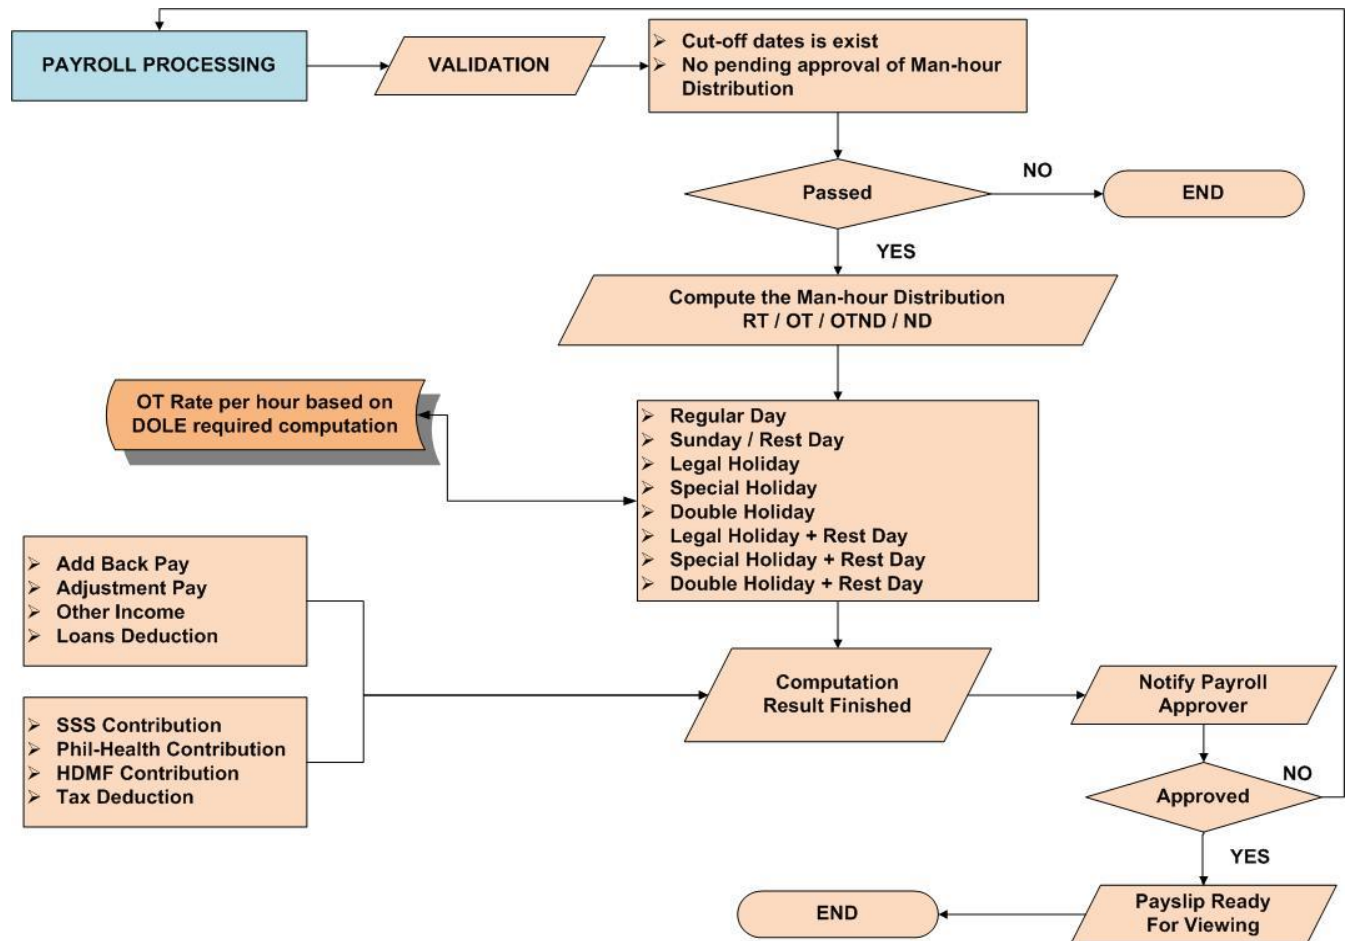 PAYROLL PROCESSING
VALIDATION
Cut-off dates is exist
No pending approval of Man-hour
Distribution
Passed
NO
END
YES
Compute the Man-hour Distribution
RT / OT / OTND / ND
OT Rate per hour based on
DOLE required computation
Regular Day
Sunday / Rest Day
Legal Holiday
Special Holiday
Double Holiday
Legal Holiday + Rest Day
Special Holiday + Rest Day
Double Holiday + Rest Day
Add Back Pay
Adjustment Pay
Other Income
Loans Deduction
SSS Contribution
Phil-Health Contribution
HDMF Contribution
Tax Deduction
Computation
Result Finished
Notify Payroll
Approver
Approved
NO
YES
Payslip Ready
For Viewing
END